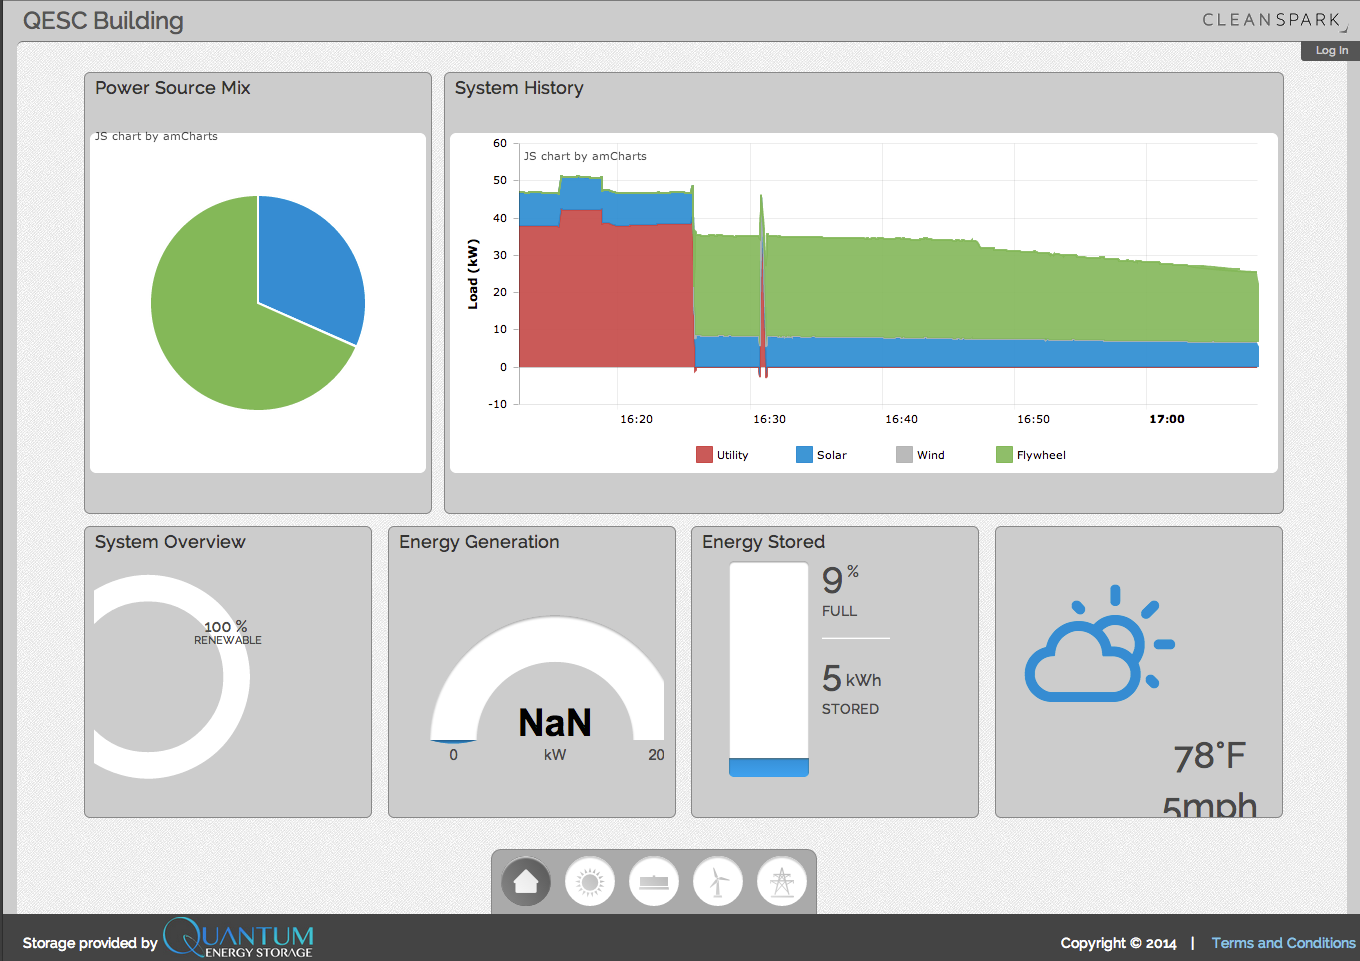 QESC Building
CLEANSPARK
Log In
Power Source Mix
JS chart by amCharts
System History
JS chart by amCharts
Load (kW)
60
50
40
30
20
10
0
-10
16:20
16:30
16:40
16:50
17:00
Utility
Solar
Wind
Flywheel
System Overview
100 %
RENEWABLE
Energy Generation
NaN
0
kW
20
Energy Stored
9 %
FULL
5 kWh
STORED
78°F
5mph
Storage provided by
QUANTUM
ENERGY STORAGE
Copyright © 2014 | Terms and Conditions